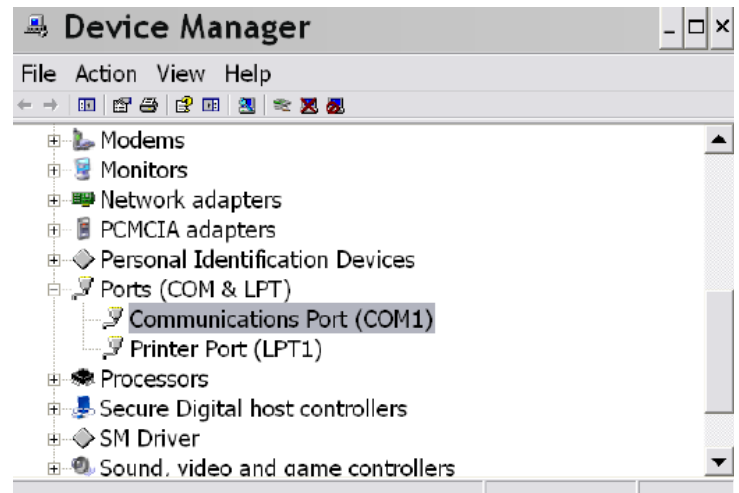 Device Manager
File Action View Help
Modems
Monitors
Network adapters
PCMCIA adapters
Personal Identification Devices
Ports (COM & LPT)
Communications Port (COM1)
Printer Port (LPT1)
Processors
Secure Digital host controllers
SM Driver
Sound, video and game controllers